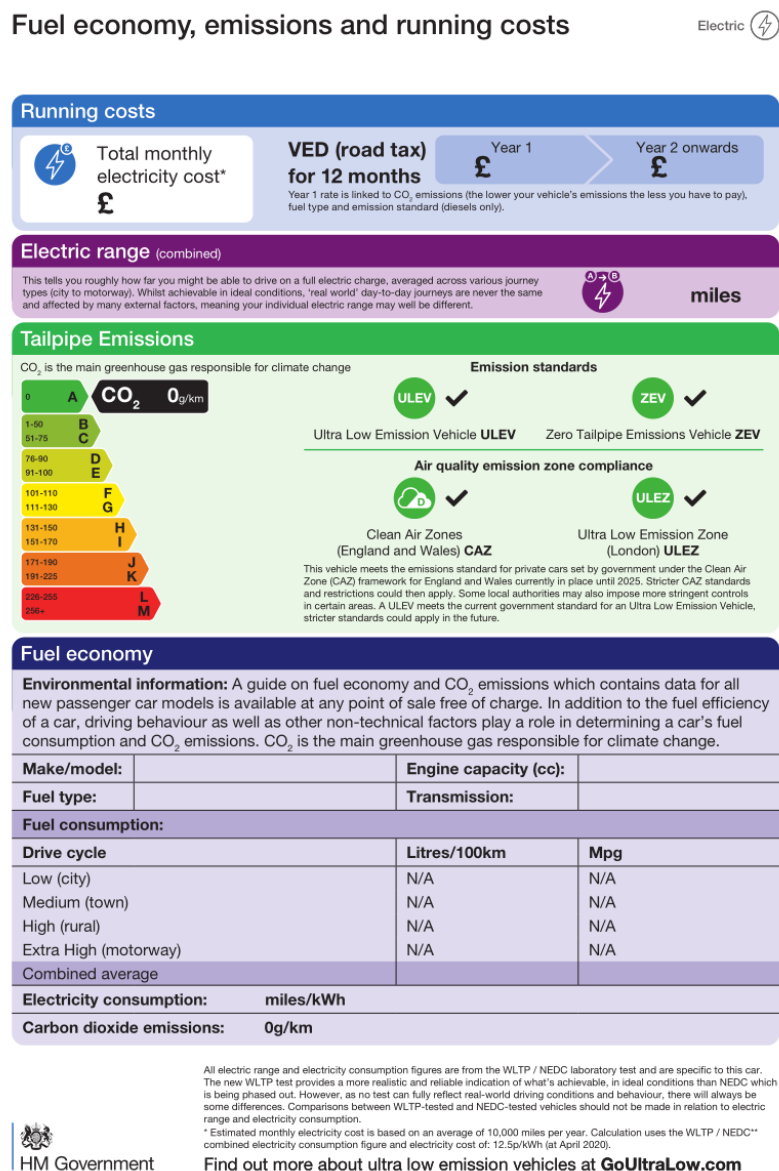 Fuel economy, emissions and running costs
Electric
Running costs
£
Total monthly
electricity cost*
£
VED (road tax)
for 12 months
Year 1
£
Year 2 onwards
£
Year 1 rate is linked to CO₂ emissions (the lower your vehicle's emissions the less you have to pay),
fuel type and emission standard (diesels only).
Electric range (combined)
This tells you roughly how far you might be able to drive on a full electric charge, averaged across various journey
types (city to motorway). Whilst achievable in ideal conditions, 'real world' day-to-day journeys are never the same
and affected by many external factors, meaning your individual electric range may well be different.
A → B
miles
Tailpipe Emissions
CO₂ is the main greenhouse gas responsible for climate change
0 A CO₂ 0g/km
1-50 B
51-75 C
76-90 D
91-100 E
101-110 F
111-130 G
131-150 H
151-170 I
171-190 J
191-225 K
226-255 L
256+ M
Emission standards
ULEV
Ultra Low Emission Vehicle ULEV
ZEV
Zero Tailpipe Emissions Vehicle ZEV
Air quality emission zone compliance
D
Clean Air Zones
(England and Wales) CAZ
ULEZ
Ultra Low Emission Zone
(London) ULEZ
This vehicle meets the emissions standard for private cars set by government under the Clean Air
Zone (CAZ) framework for England and Wales currently in place until 2025. Stricter CAZ standards
and restrictions could then apply. Some local authorities may also impose more stringent controls
in certain areas. A ULEV meets the current government standard for an Ultra Low Emission Vehicle,
stricter standards could apply in the future.
Fuel economy
Environmental information: A guide on fuel economy and CO₂ emissions which contains data for all
new passenger car models is available at any point of sale free of charge. In addition to the fuel efficiency
of a car, driving behaviour as well as other non-technical factors play a role in determining a car's fuel
consumption and CO₂ emissions. CO₂ is the main greenhouse gas responsible for climate change.
Make/model: Engine capacity (cc):
Fuel type: Transmission:
Fuel consumption:
Drive cycle Litres/100km Mpg
Low (city) N/A N/A
Medium (town) N/A N/A
High (rural) N/A N/A
Extra High (motorway) N/A N/A
Combined average
Electricity consumption: miles/kWh
Carbon dioxide emissions: 0g/km
All electric range and electricity consumption figures are from the WLTP / NEDC laboratory test and are specific to this car.
The new WLTP test provides a more realistic and reliable indication of what's achievable, in ideal conditions than NEDC which
is being phased out. However, as no test can fully reflect real-world driving conditions and behaviour, there will always be
some differences. Comparisons between WLTP-tested and NEDC-tested vehicles should not be made in relation to electric
range and electricity consumption.
* Estimated monthly electricity cost is based on an average of 10,000 miles per year. Calculation uses the WLTP / NEDC**
combined electricity consumption figure and electricity cost of: 12.5p/kWh (at April 2020).
HM Government
Find out more about ultra low emission vehicles at GoUltraLow.com